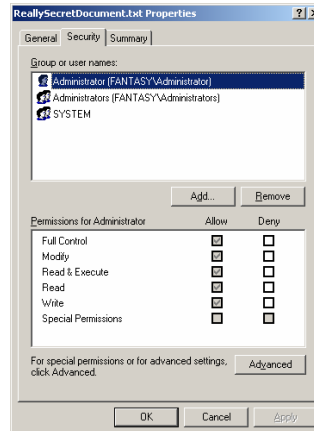 ReallySecretDocument.txt Properties
General Security Summary
Group or user names:
Administrator (FANTASY\Administrator)
Administrators (FANTASY\Administrators)
SYSTEM
Add... Remove
Permissions for Administrator Allow Deny
Full Control
Modify
Read & Execute
Read
Write
Special Permissions
For special permissions or for advanced settings,
click Advanced.
Advanced
OK Cancel Apply